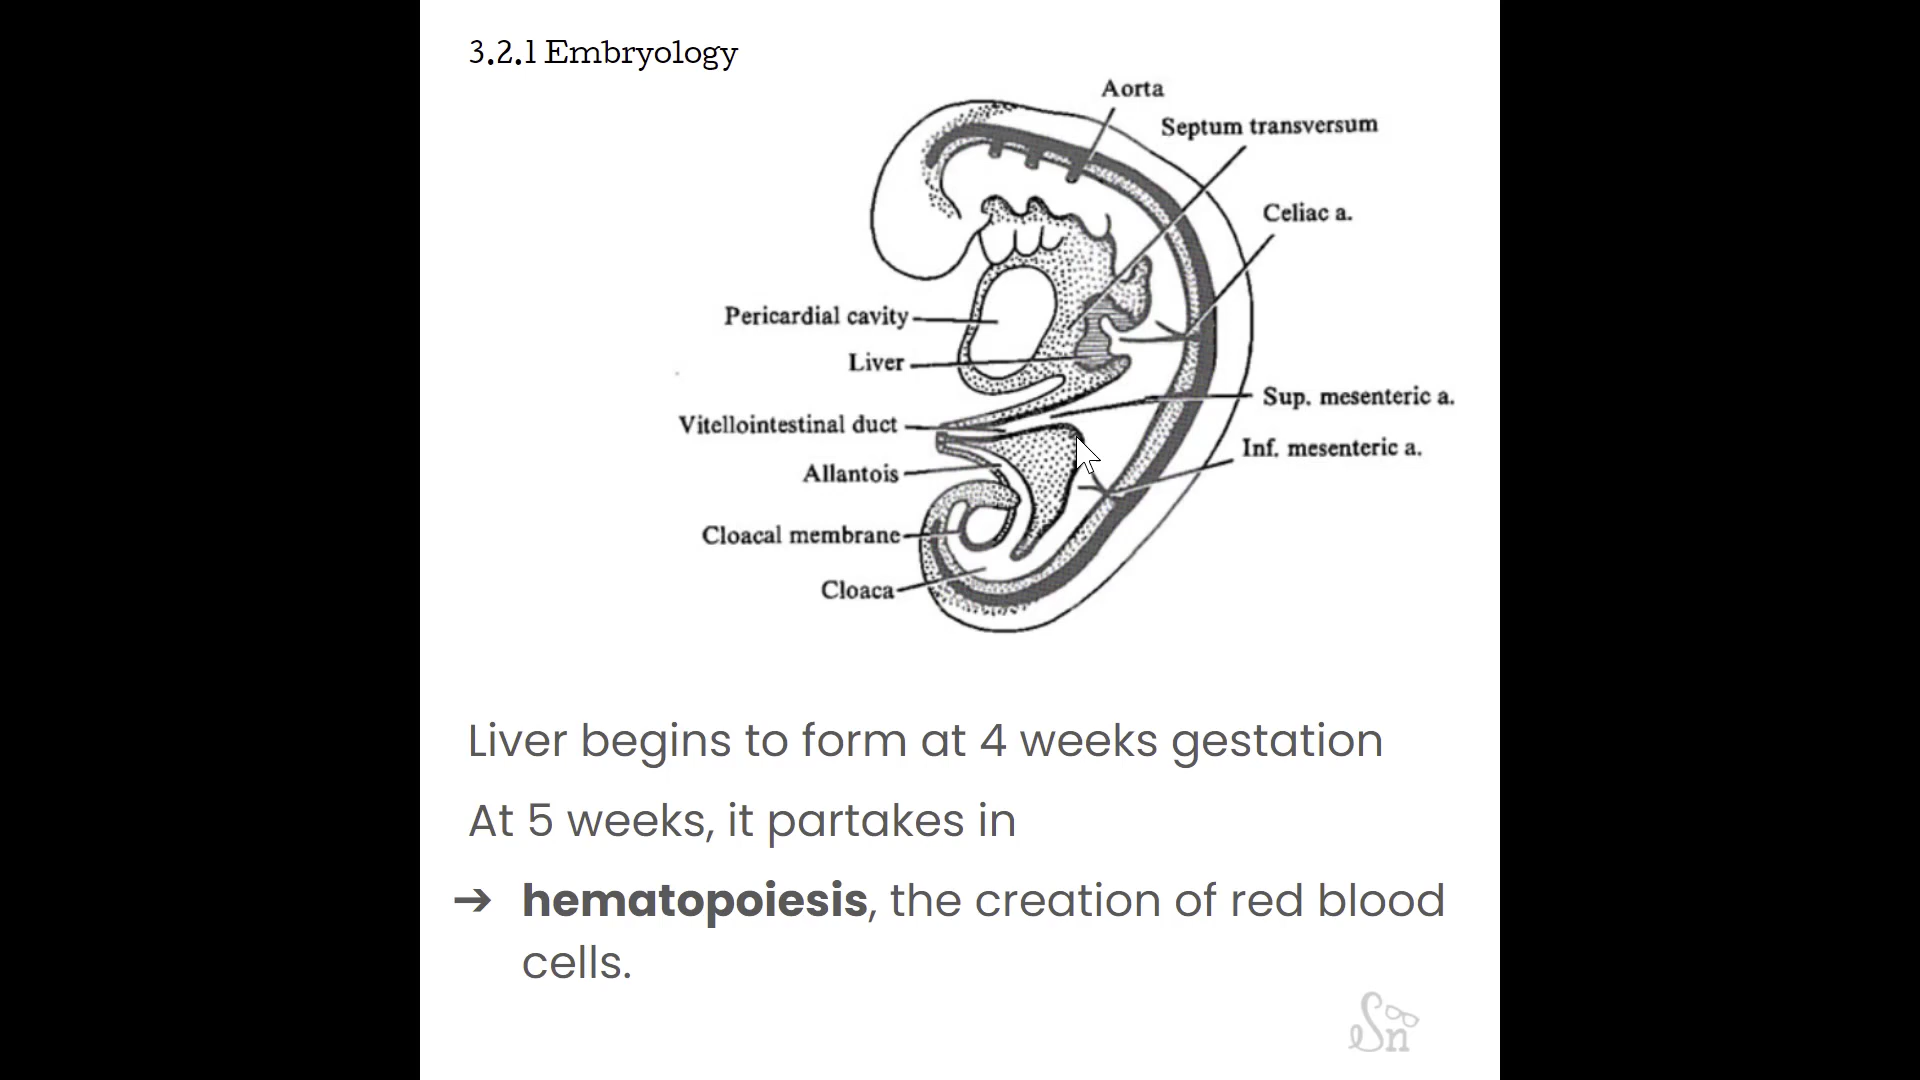 3.2.1 Embryology
Aorta
Septum transversum
Celiac a.
Pericardial cavity
Liver
Sup. mesenteric a.
Vitellointestinal duct
Inf. mesenteric a.
Allantois
Cloacal membrane
Cloaca
Liver begins to form at 4 weeks gestation
At 5 weeks, it partakes in
➔ hematopoiesis, the creation of red blood
cells.
eSn